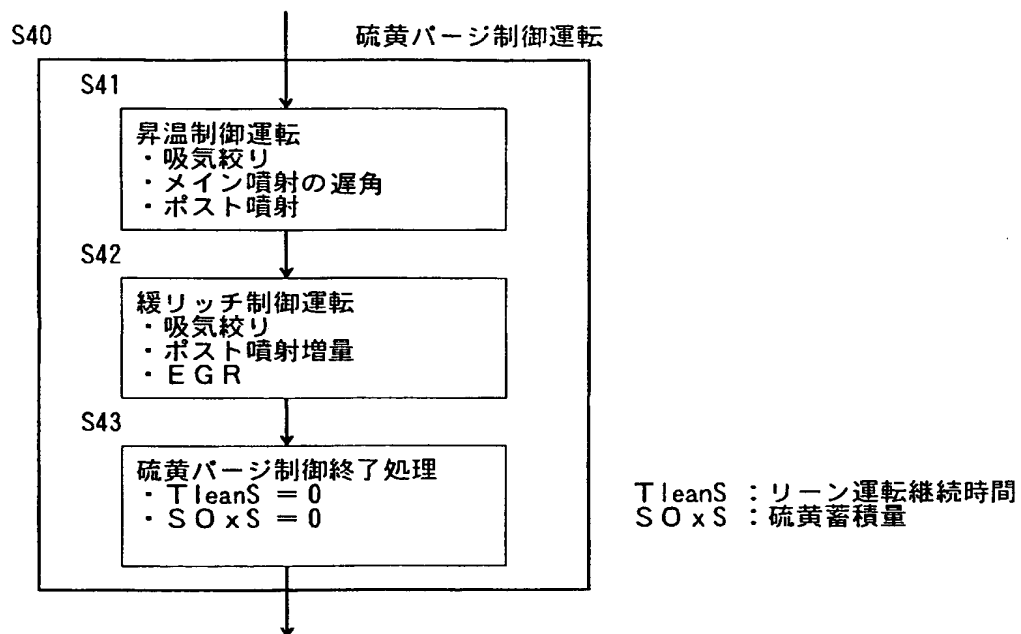 S40
硫黄パージ制御運転
S41
昇温制御運転
・吸気絞り
・メイン噴射の遅角
・ポスト噴射
S42
緩リッチ制御運転
・吸気絞り
・ポスト噴射増量
・EGR
S43
硫黄パージ制御終了処理
・TleanS = 0
・SOxS = 0
TleanS : リーン運転継続時間
SOxS : 硫黄蓄積量